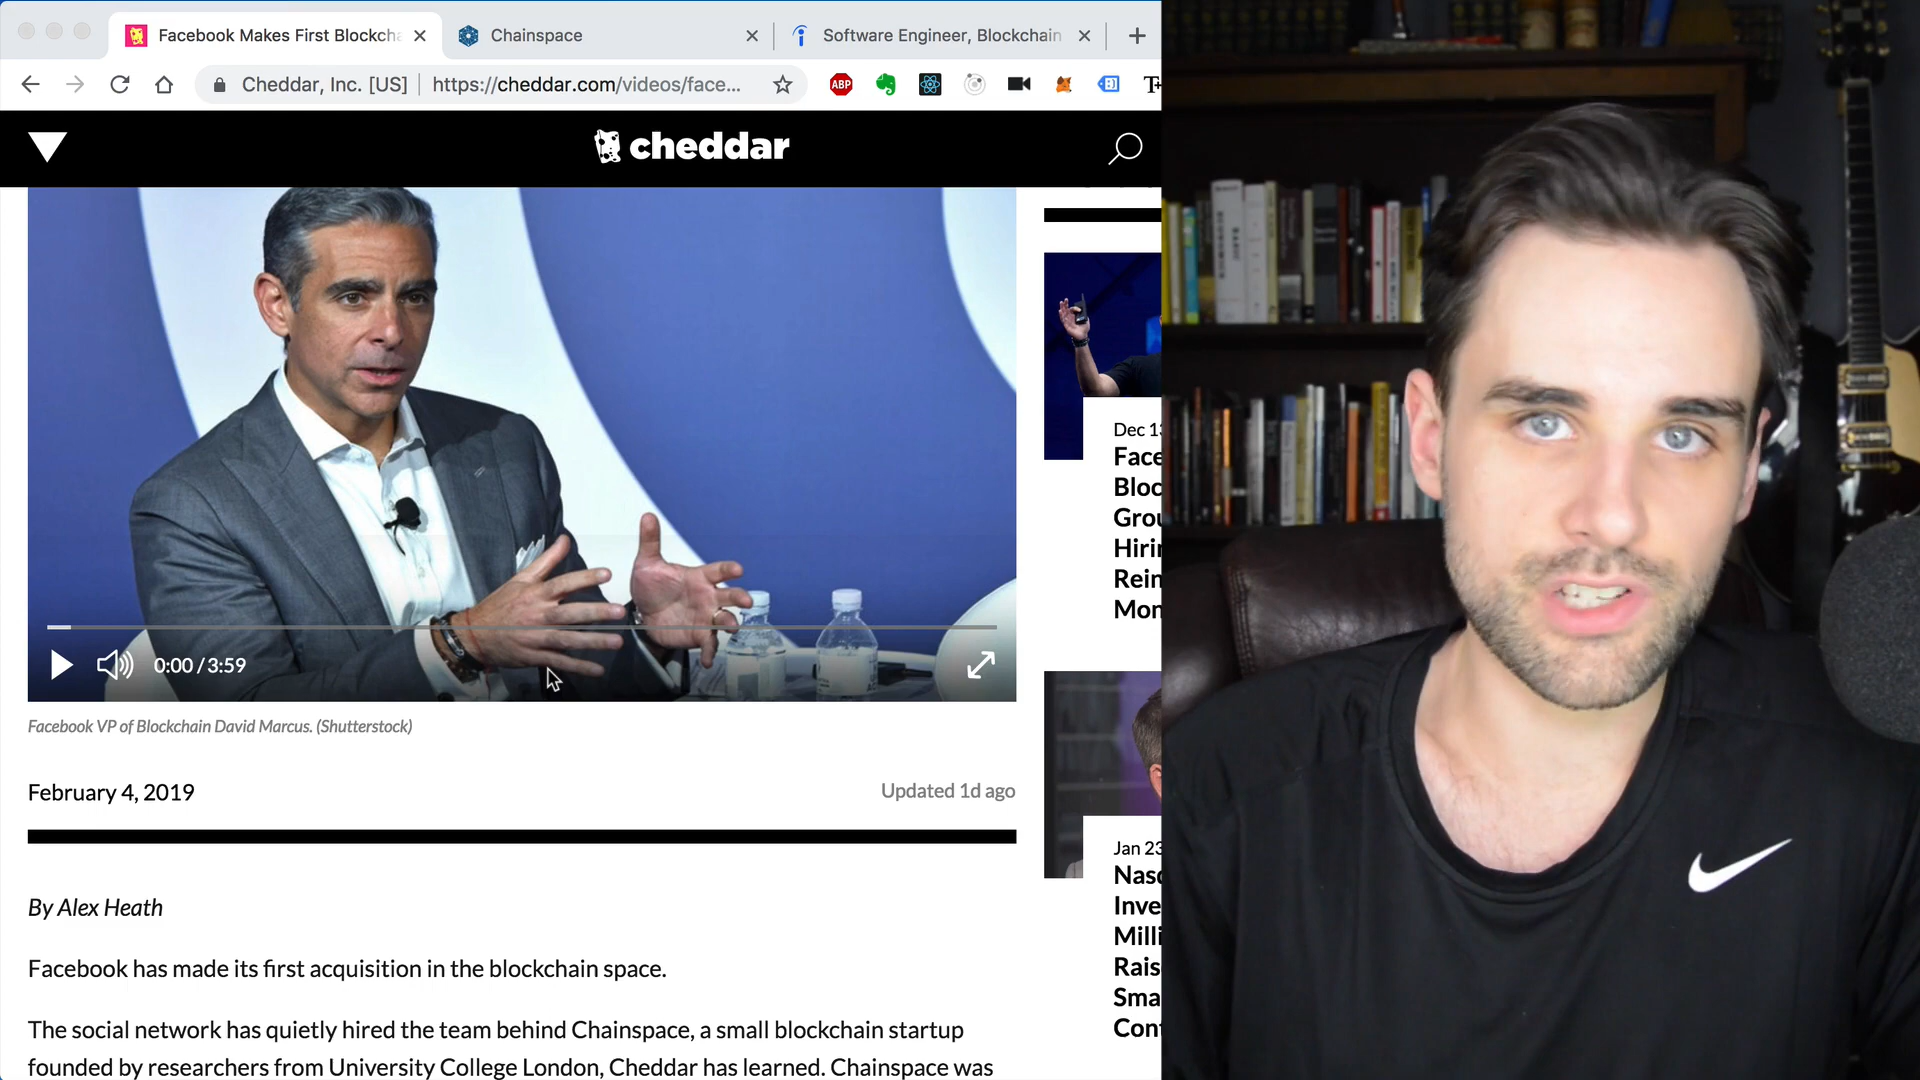 Facebook Makes First Blockcha
Chainspace
Software Engineer, Blockchain
Cheddar, Inc. [US]
https://cheddar.com/videos/face...
ABP
cheddar
0:00 / 3:59
Facebook VP of Blockchain David Marcus. (Shutterstock)
February 4, 2019
Updated 1d ago
By Alex Heath
Facebook has made its first acquisition in the blockchain space.
The social network has quietly hired the team behind Chainspace, a small blockchain startup
founded by researchers from University College London, Cheddar has learned. Chainspace was
Dec 13
Face
Bloc
Grou
Hirin
Rein
Mon
Jan 23
Nasd
Inve
Milli
Rais
Sma
Cont